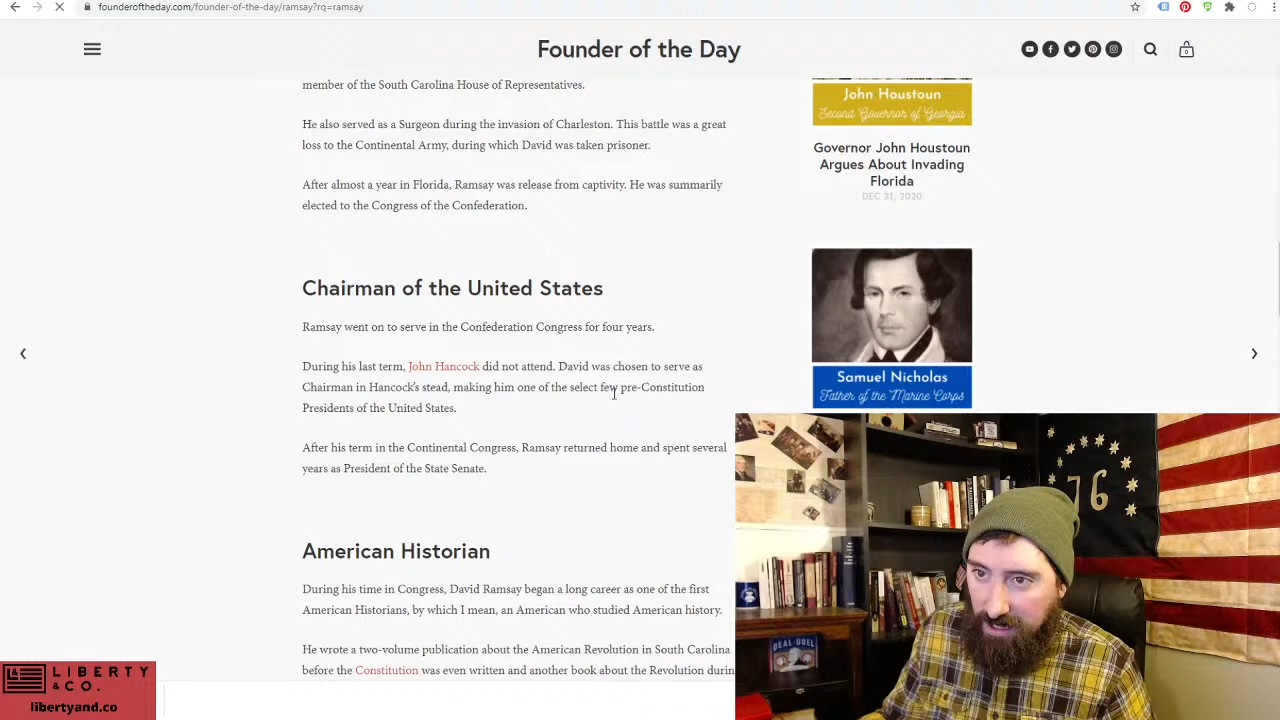 founderoftheday.com/founder-of-the-day/ramsay?rq=ramsay
Founder of the Day
0
member of the South Carolina House of Representatives.
He also served as a Surgeon during the invasion of Charleston. This battle was a great
loss to the Continental Army, during which David was taken prisoner.
After almost a year in Florida, Ramsay was release from captivity. He was summarily
elected to the Congress of the Confederation.
Chairman of the United States
Ramsay went on to serve in the Confederation Congress for four years.
During his last term, John Hancock did not attend. David was chosen to serve as
Chairman in Hancock's stead, making him one of the select few pre-Constitution
Presidents of the United States.
After his term in the Continental Congress, Ramsay returned home and spent several
years as President of the State Senate.
American Historian
During his time in Congress, David Ramsay began a long career as one of the first
American Historians, by which I mean, an American who studied American history.
He wrote a two-volume publication about the American Revolution in South Carolina
before the Constitution was even written and another book about the Revolution durin
John Houstoun
Second Governor of Georgia
Governor John Houstoun
Argues About Invading
Florida
DEC 31, 2020
Samuel Nicholas
Father of the Marine Corps
76
LIBERTY
& CO.
libertyand.co